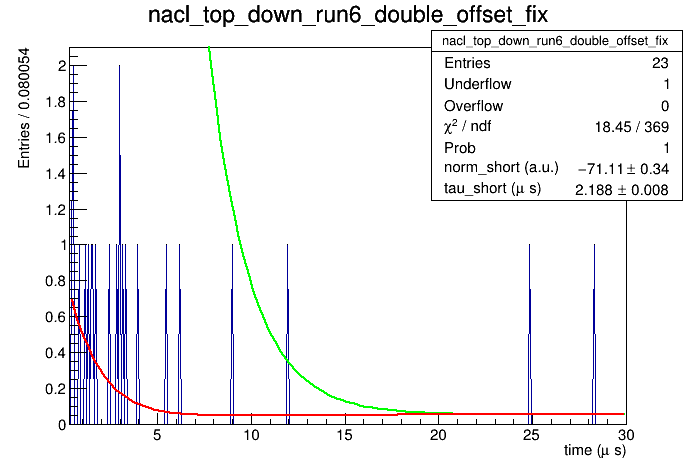 nacl_top_down_run6_double_offset_fix
nacl_top_down_run6_double_offset_fix
Entries 23
Underflow 1
Overflow 0
χ² / ndf 18.45 / 369
Prob 1
norm_short (a.u.) −71.11 ± 0.34
tau_short (μ s) 2.188 ± 0.008
Entries / 0.080054
2
1.8
1.6
1.4
1.2
1
0.8
0.6
0.4
0.2
0
5 10 15 20 25 30
time (μ s)